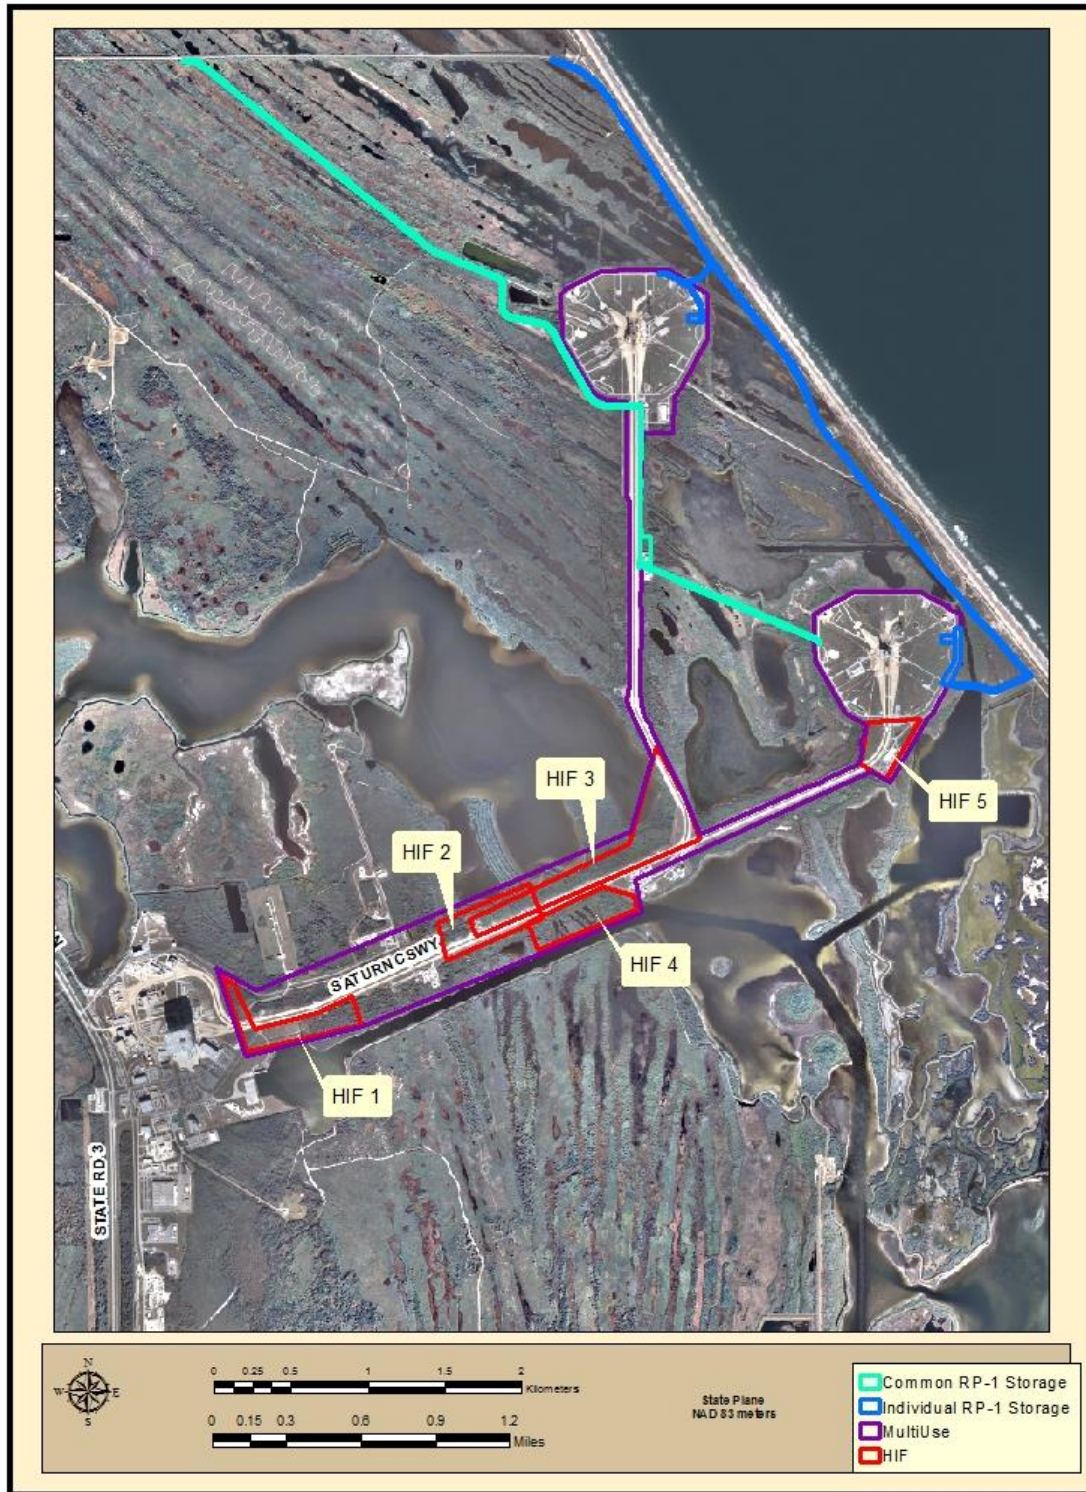 HIF 3
HIF 5
HIF 2
SATURN CSWY
HIF 4
HIF 1
STATE RD 3
N
W
E
S
0 0.25 0.5 1 1.5 2
Kilometers
0 0.15 0.3 0.6 0.9 1.2
Miles
State Plane
NAD 83 meters
Common RP-1 Storage
Individual RP-1 Storage
MultiUse
HIF